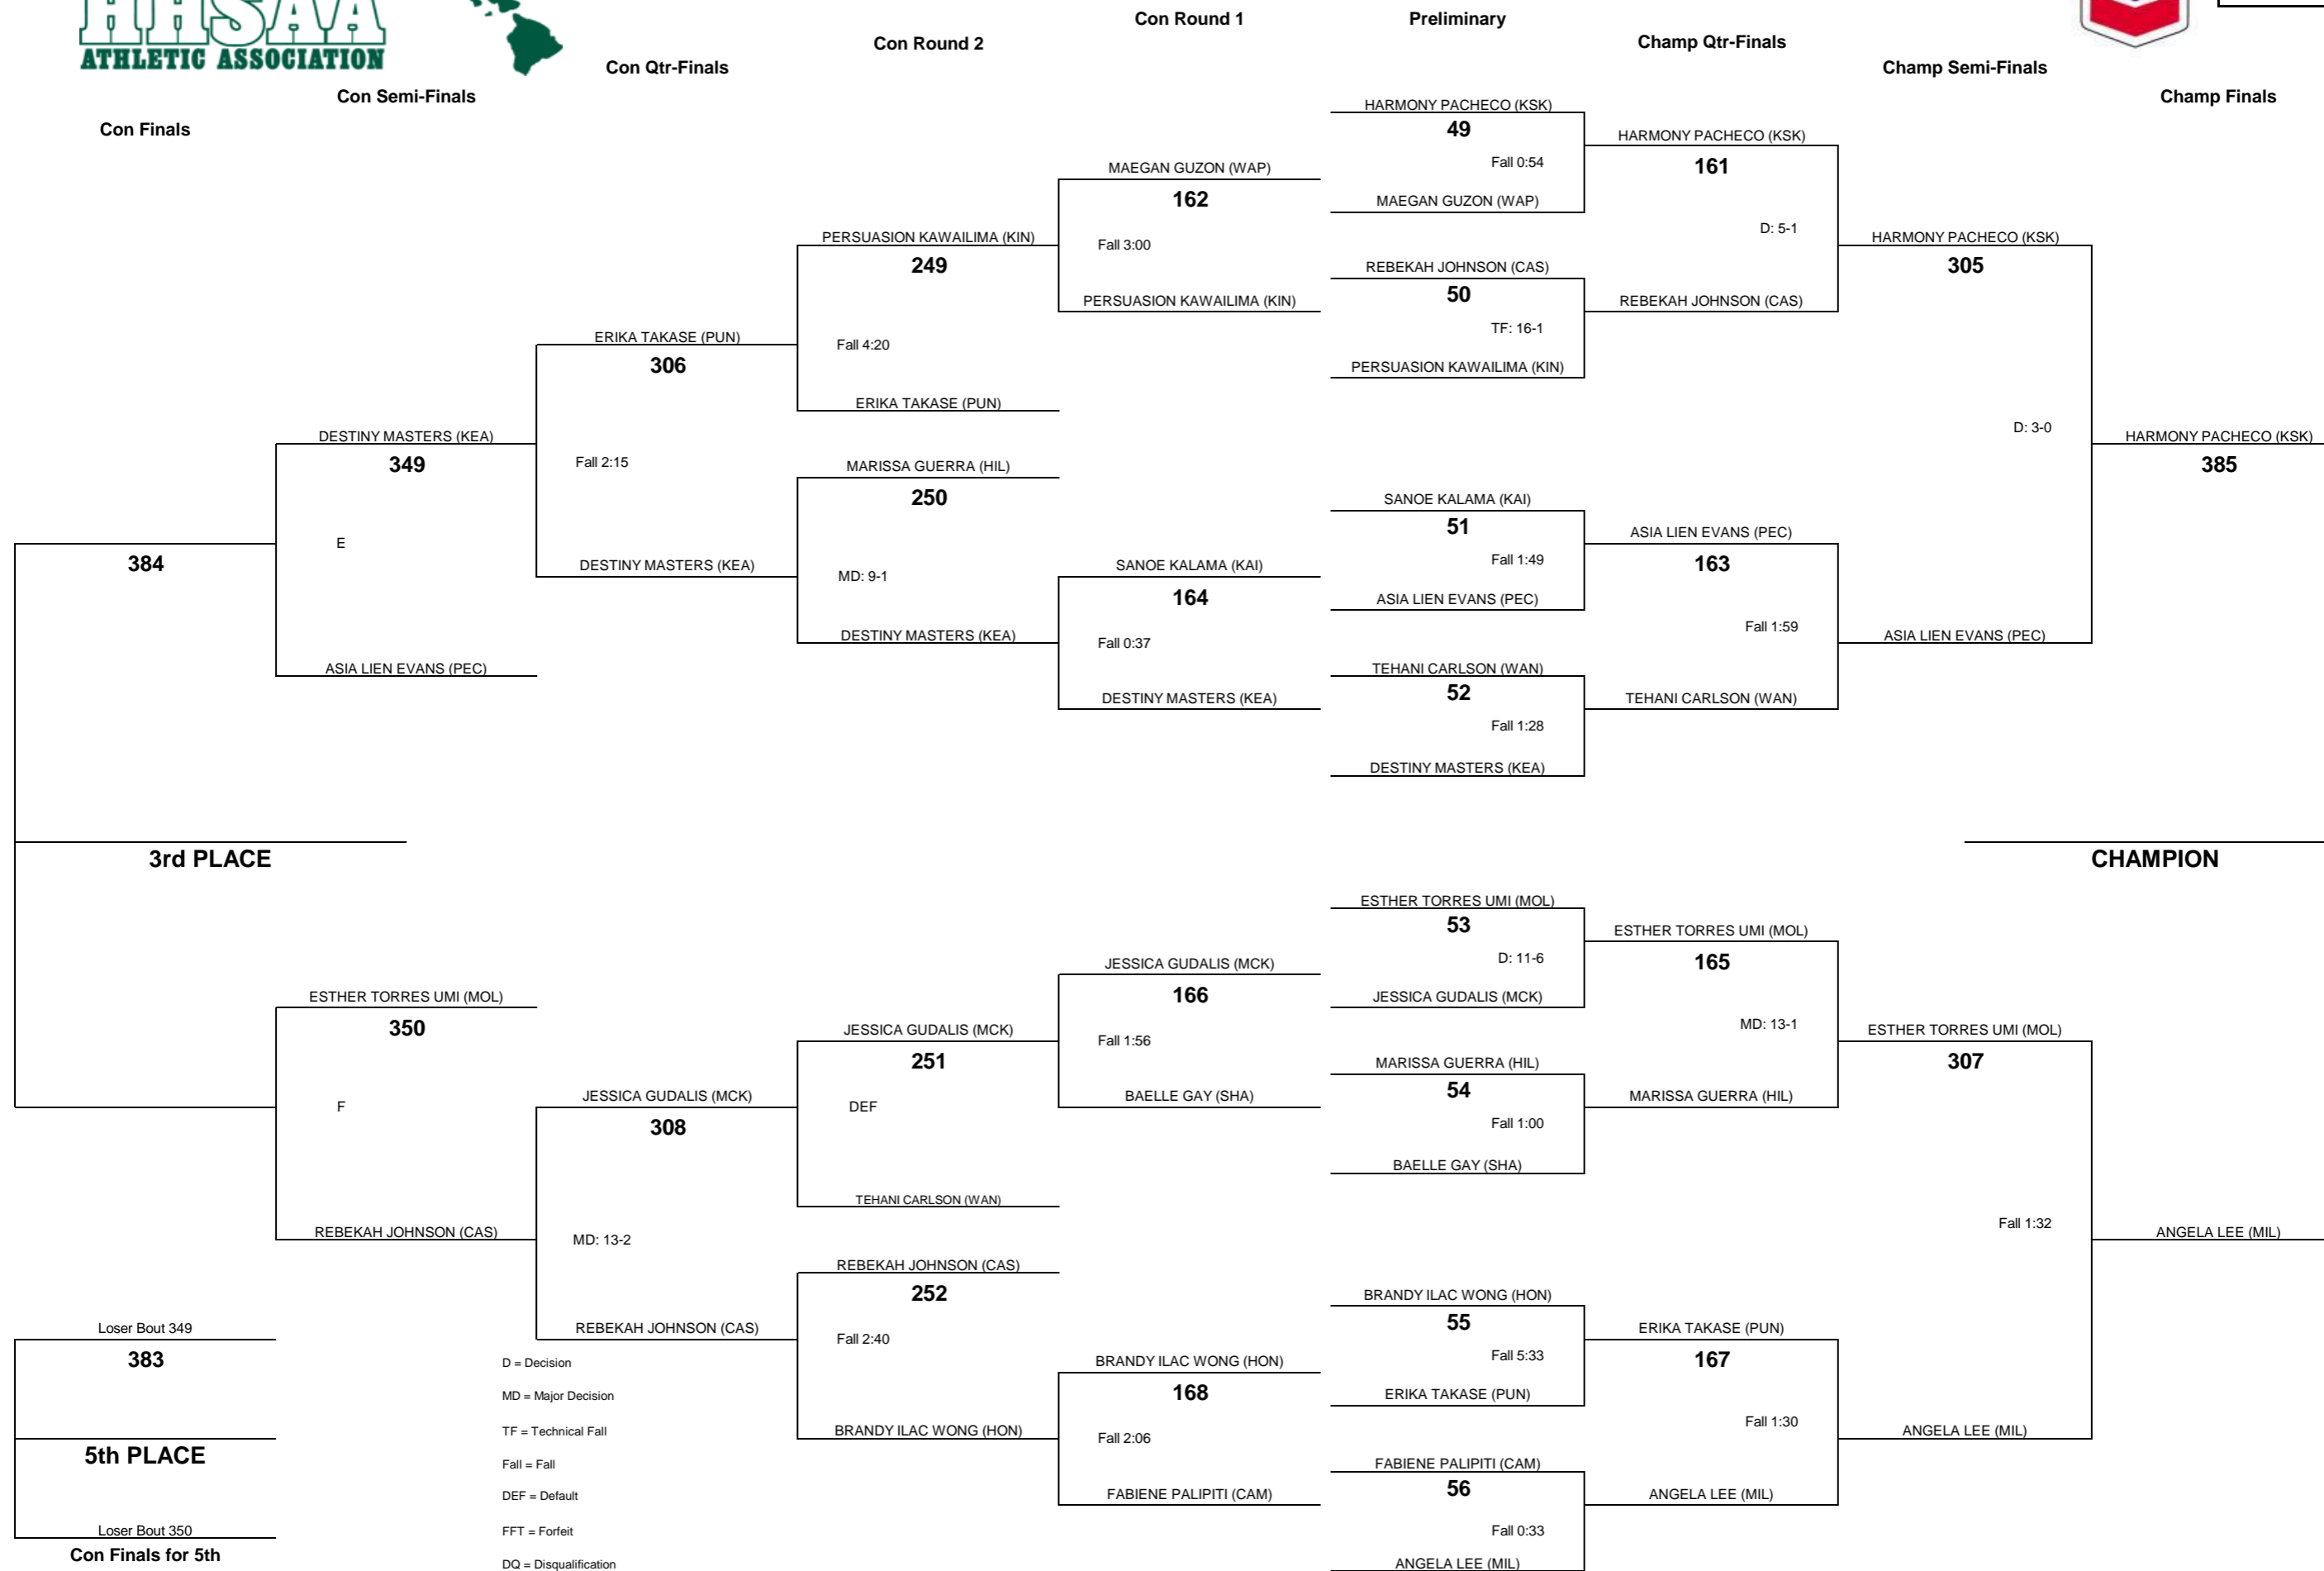 HHSAA
ATHLETIC ASSOCIATION
Con Round 1
Preliminary
Con Round 2
Champ Qtr-Finals
Con Qtr-Finals
Champ Semi-Finals
Con Semi-Finals
Champ Finals
Con Finals
HARMONY PACHECO (KSK)
49
HARMONY PACHECO (KSK)
Fall 0:54
161
MAEGAN GUZON (WAP)
162
MAEGAN GUZON (WAP)
D: 5-1
PERSUASION KAWAILIMA (KIN)
Fall 3:00
HARMONY PACHECO (KSK)
249
REBEKAH JOHNSON (CAS)
305
50
PERSUASION KAWAILIMA (KIN)
REBEKAH JOHNSON (CAS)
TF: 16-1
ERIKA TAKASE (PUN)
Fall 4:20
306
PERSUASION KAWAILIMA (KIN)
ERIKA TAKASE (PUN)
D: 3-0
DESTINY MASTERS (KEA)
HARMONY PACHECO (KSK)
349
Fall 2:15
MARISSA GUERRA (HIL)
385
250
SANOE KALAMA (KAI)
51
ASIA LIEN EVANS (PEC)
E
384
Fall 1:49
163
DESTINY MASTERS (KEA)
MD: 9-1
SANOE KALAMA (KAI)
164
ASIA LIEN EVANS (PEC)
Fall 1:59
DESTINY MASTERS (KEA)
Fall 0:37
ASIA LIEN EVANS (PEC)
ASIA LIEN EVANS (PEC)
TEHANI CARLSON (WAN)
52
DESTINY MASTERS (KEA)
TEHANI CARLSON (WAN)
Fall 1:28
DESTINY MASTERS (KEA)
3rd PLACE
CHAMPION
ESTHER TORRES UMI (MOL)
53
ESTHER TORRES UMI (MOL)
D: 11-6
165
JESSICA GUDALIS (MCK)
166
ESTHER TORRES UMI (MOL)
JESSICA GUDALIS (MCK)
350
MD: 13-1
JESSICA GUDALIS (MCK)
Fall 1:56
ESTHER TORRES UMI (MOL)
251
MARISSA GUERRA (HIL)
307
54
JESSICA GUDALIS (MCK)
F
DEF
BAELLE GAY (SHA)
MARISSA GUERRA (HIL)
308
Fall 1:00
BAELLE GAY (SHA)
TEHANI CARLSON (WAN)
Fall 1:32
REBEKAH JOHNSON (CAS)
MD: 13-2
ANGELA LEE (MIL)
REBEKAH JOHNSON (CAS)
252
BRANDY ILAC WONG (HON)
55
Loser Bout 349
REBEKAH JOHNSON (CAS)
Fall 2:40
ERIKA TAKASE (PUN)
383
D = Decision
BRANDY ILAC WONG (HON)
Fall 5:33
167
MD = Major Decision
168
ERIKA TAKASE (PUN)
Fall 1:30
TF = Technical Fall
BRANDY ILAC WONG (HON)
Fall 2:06
ANGELA LEE (MIL)
5th PLACE
Fall = Fall
FABIENE PALIPITI (CAM)
56
DEF = Default
FABIENE PALIPITI (CAM)
ANGELA LEE (MIL)
Loser Bout 350
FFT = Forfeit
Fall 0:33
Con Finals for 5th
DQ = Disqualification
ANGELA LEE (MIL)